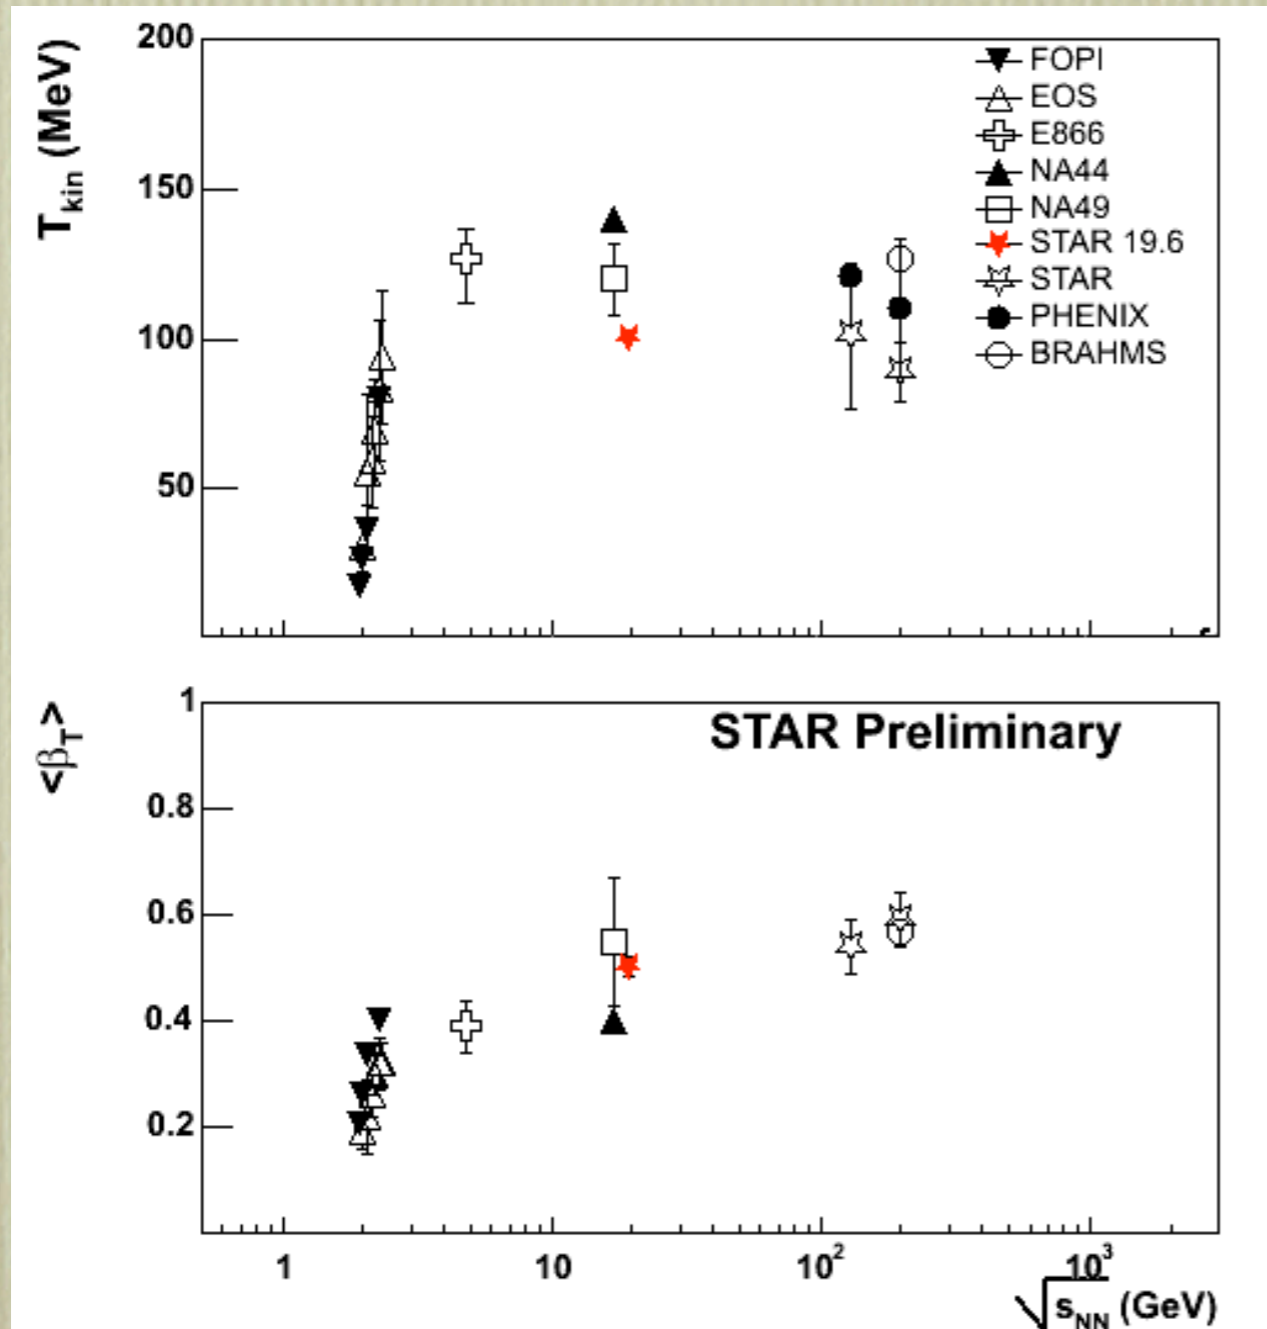 T_kin (MeV)
200
150
100
50
FOPI
EOS
E866
NA44
NA49
STAR 19.6
STAR
PHENIX
BRAHMS
<β_T>
1
0.8
0.6
0.4
0.2
STAR Preliminary
1 10 10² 10³
√s_NN (GeV)